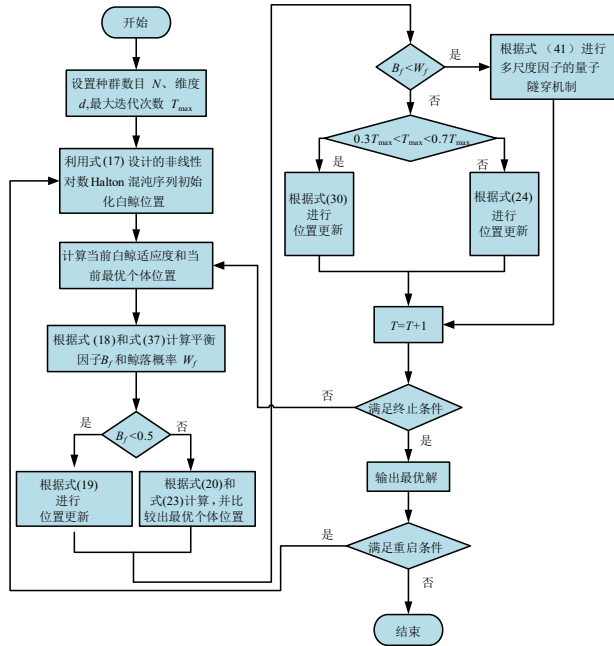 开始
设置种群数目 N、维度
d,最大迭代次数 Tmax
利用式(17) 设计的非线性
对数Halton 混沌序列初始
化白鲸位置
计算当前白鲸适应度和当
前最优个体位置
根据式 (18)和式(37)计算平衡
因子Bf 和鲸落概率 Wf
Bf<0.5
是
否
根据式(19)
进行
位置更新
根据式(20)和
式(23)计算,并比
较出最优个体位置
Bf<Wf
是
否
根据式 （41）进行
多尺度因子的量子
隧穿机制
0.3Tmax<Tmax<0.7Tmax
是
否
根据式(30)
进行
位置更新
根据式(24)
进行
位置更新
T=T+1
满足终止条件
否
是
输出最优解
满足重启条件
是
否
结束